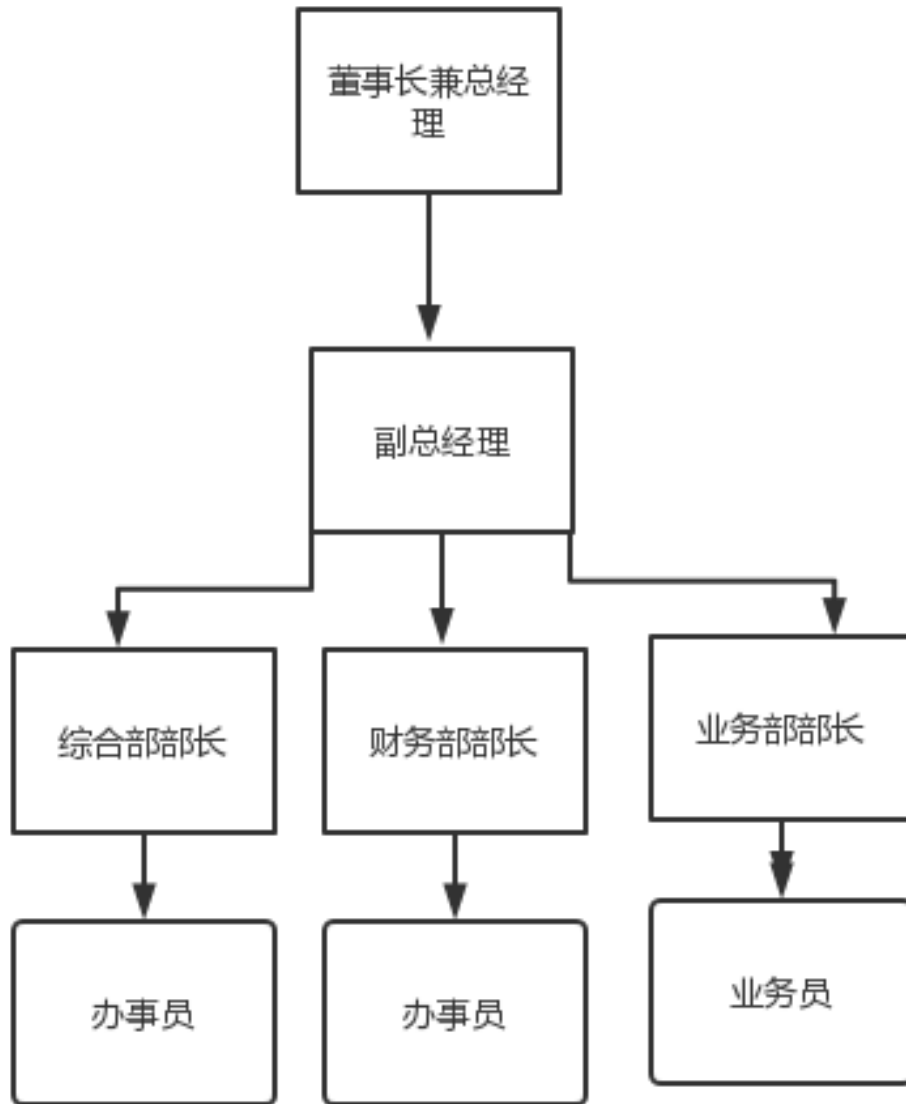 董事长兼总经
理
副总经理
综合部部长
财务部部长
业务部部长
办事员
办事员
业务员